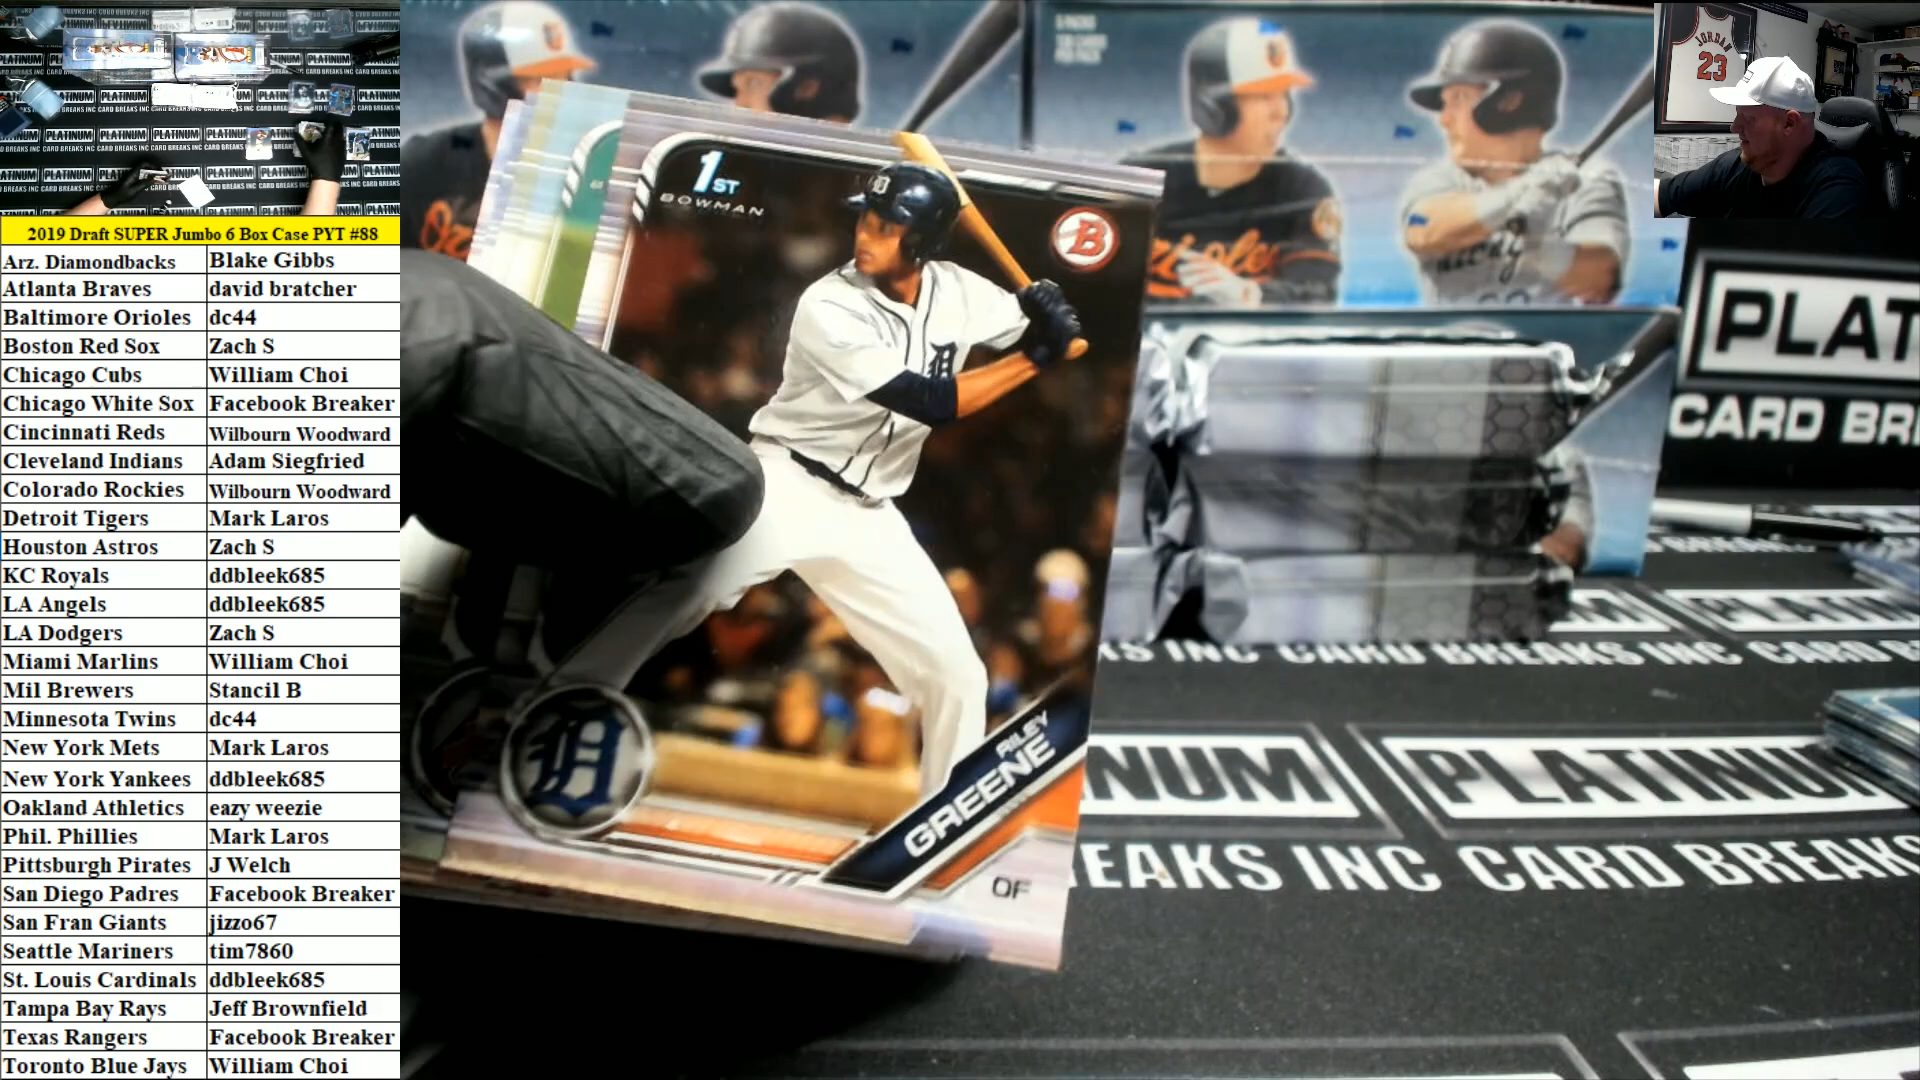 2019 Draft SUPER Jumbo 6 Box Case PYT #88
Arz. Diamondbacks Blake Gibbs
Atlanta Braves david bratcher
Baltimore Orioles dc44
Boston Red Sox Zach S
Chicago Cubs William Choi
Chicago White Sox Facebook Breaker
Cincinnati Reds Wilbourn Woodward
Cleveland Indians Adam Siegfried
Colorado Rockies Wilbourn Woodward
Detroit Tigers Mark Laros
Houston Astros Zach S
KC Royals ddbleek685
LA Angels ddbleek685
LA Dodgers Zach S
Miami Marlins William Choi
Mil Brewers Stancil B
Minnesota Twins dc44
New York Mets Mark Laros
New York Yankees ddbleek685
Oakland Athletics eazy weezie
Phil. Phillies Mark Laros
Pittsburgh Pirates J Welch
San Diego Padres Facebook Breaker
San Fran Giants jizzo67
Seattle Mariners tim7860
St. Louis Cardinals ddbleek685
Tampa Bay Rays Jeff Brownfield
Texas Rangers Facebook Breaker
Toronto Blue Jays William Choi
1ST
BOWMAN
B
D
RILEY
GREENE
OF
JORDAN
23
PLAT
CARD BR
PLATINUM
CARD BREAKS INC CARD BREAKS